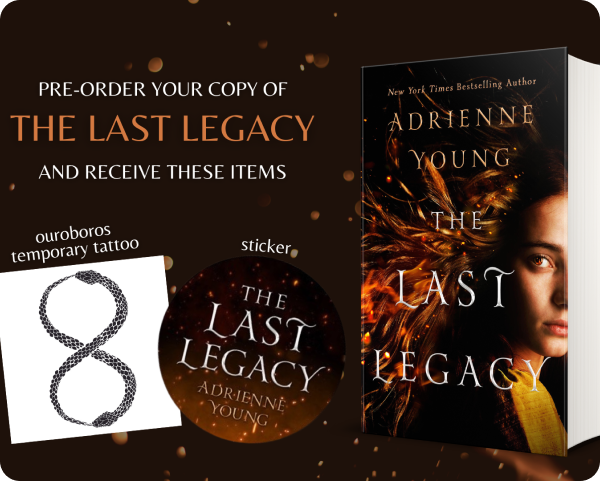 PRE-ORDER YOUR COPY OF
THE LAST LEGACY
AND RECEIVE THESE ITEMS
ouroboros
temporary tattoo
sticker
THE
LAST
LEGACY
ADRIENNE
YOUNG
New York Times Bestselling Author
ADRIENNE
YOUNG
THE
LAST
LEGACY